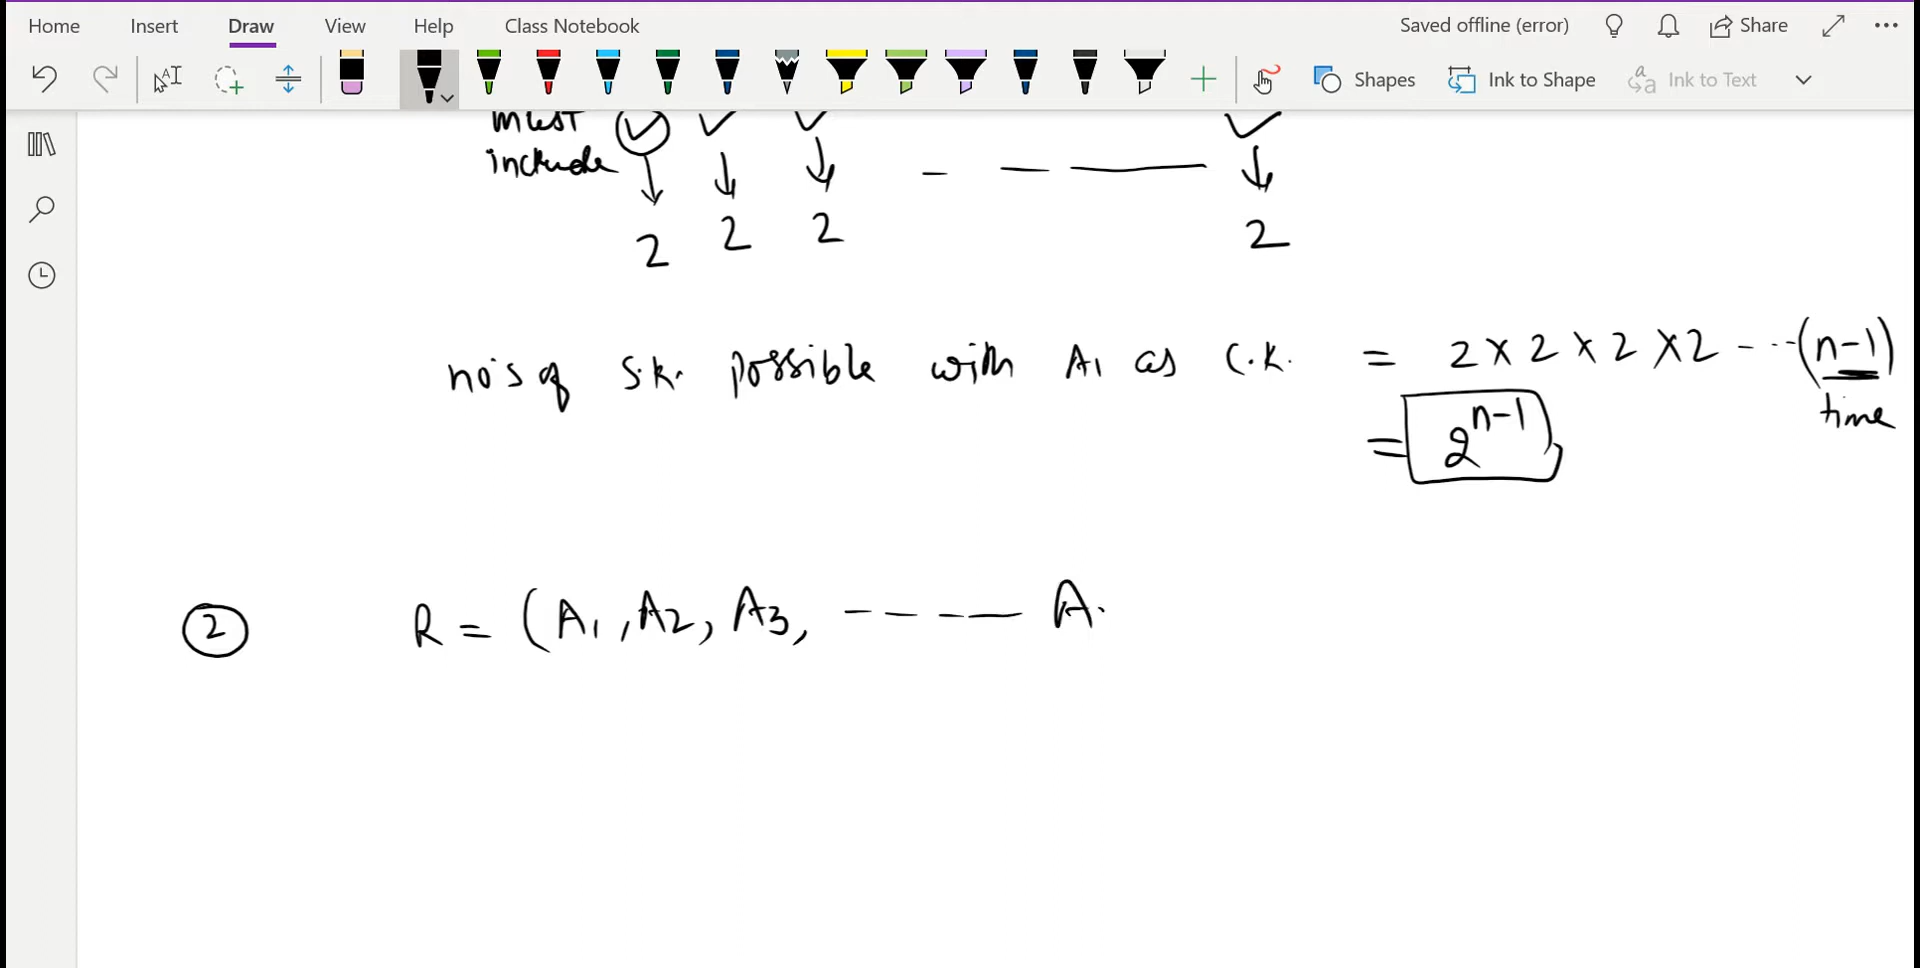 Home Insert Draw View Help Class Notebook Saved offline (error) Share
Shapes Ink to Shape Ink to Text
must
include
2 2 2 2
no's of S.K. possible with A1 as C.K. = 2 × 2 × 2 × 2 --- (n-1)
time
= 2^n-1
2 R = (A1, A2, A3, ----- A